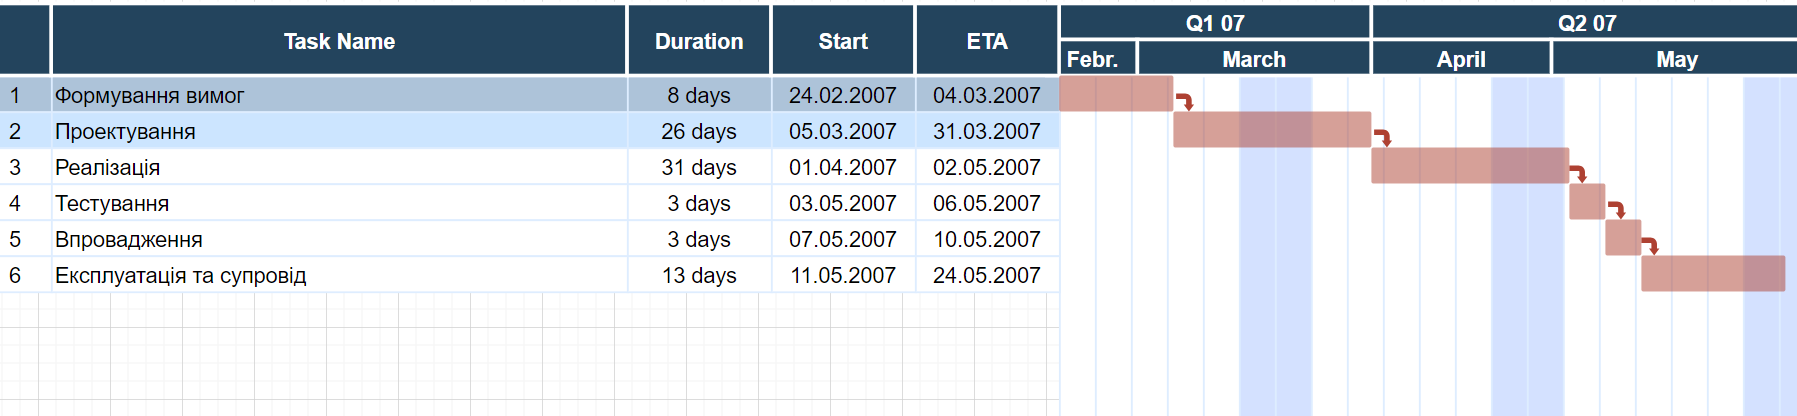 Task Name Duration Start ETA Q1 07 Q2 07
Febr. March April May
1 Формування вимог 8 days 24.02.2007 04.03.2007
2 Проектування 26 days 05.03.2007 31.03.2007
3 Реалізація 31 days 01.04.2007 02.05.2007
4 Тестування 3 days 03.05.2007 06.05.2007
5 Впровадження 3 days 07.05.2007 10.05.2007
6 Експлуатація та супровід 13 days 11.05.2007 24.05.2007